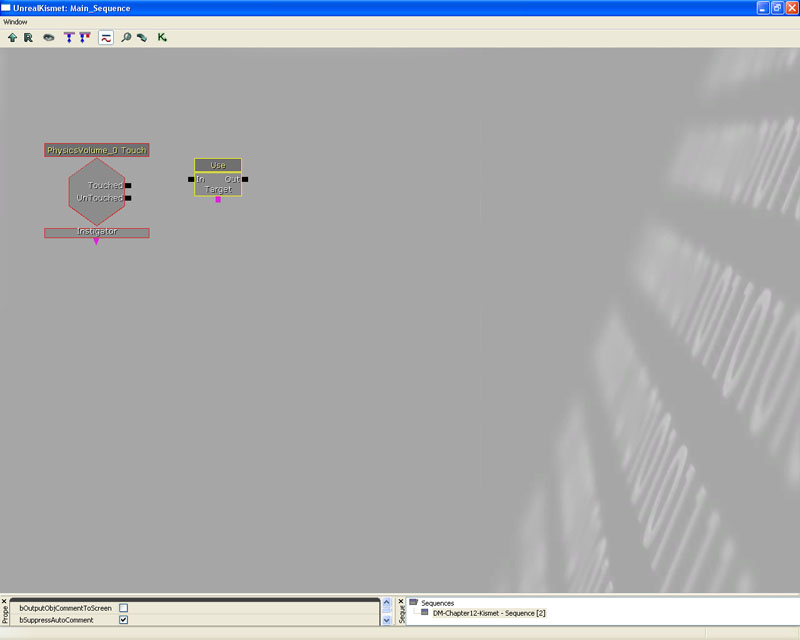 UnrealKismet: Main_Sequence
Window
PhysicsVolume_0 Touch
Touched
UnTouched
Instigator
Use
In Out
Target
Prope
bOutputObjCommentToScreen
bSuppressAutoComment
Seque
Sequences
DM-Chapter12-Kismet - Sequence [2]